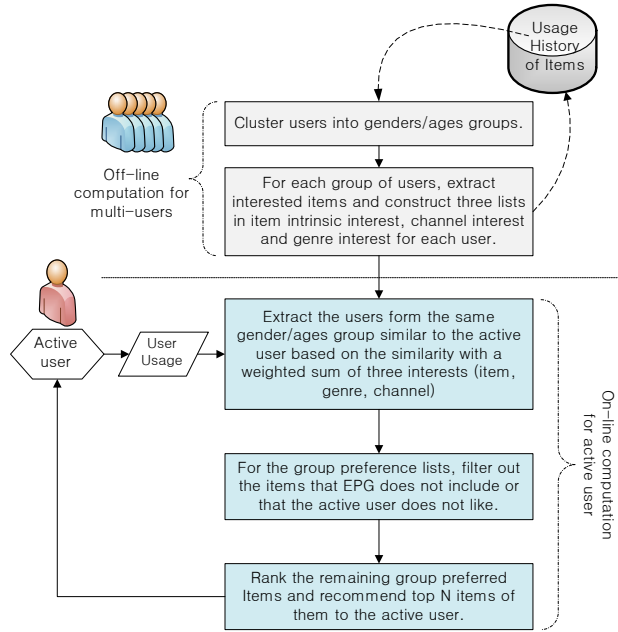 Usage
History
of Items
Cluster users into genders/ages groups.
Off-line
computation for
multi-users
For each group of users, extract
interested items and construct three lists
in item intrinsic interest, channel interest
and genre interest for each user.
Active
user
User
Usage
Extract the users form the same
gender/ages group similar to the active
user based on the similarity with a
weighted sum of three interests (item,
genre, channel)
On-line computation
for active user
For the group preference lists, filter out
the items that EPG does not include or
that the active user does not like.
Rank the remaining group preferred
Items and recommend top N items of
them to the active user.